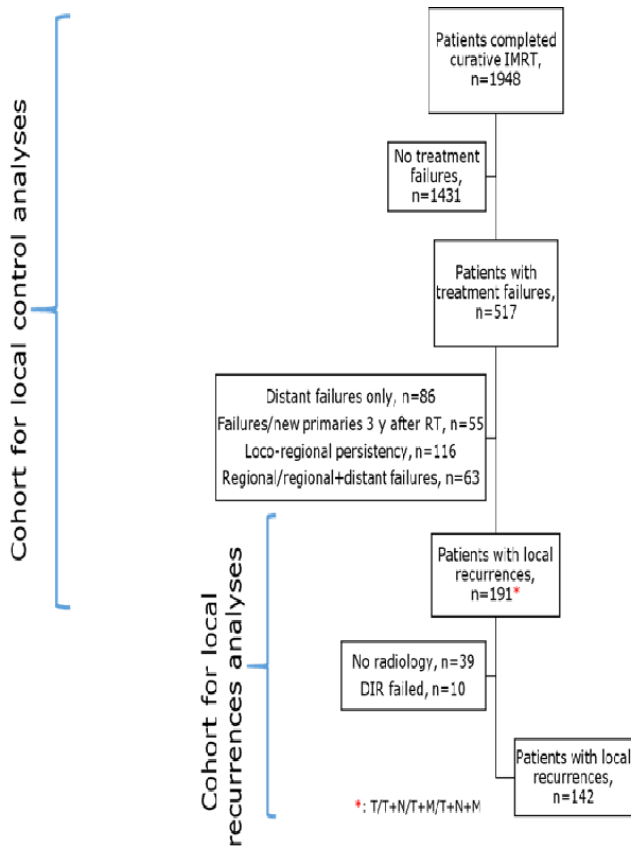 Patients completed
curative IMRT,
n=1948
No treatment
failures,
n=1431
Patients with
treatment failures,
n=517
Distant failures only, n=86
Failures/new primaries 3 y after RT, n=55
Loco-regional persistency, n=116
Regional/regional+distant failures, n=63
Patients with local
recurrences,
n=191*
No radiology, n=39
DIR failed, n=10
Patients with local
recurrences,
n=142
*: T/T+N/T+M/T+N+M
Cohort for local control analyses
Cohort for local
recurrences analyses